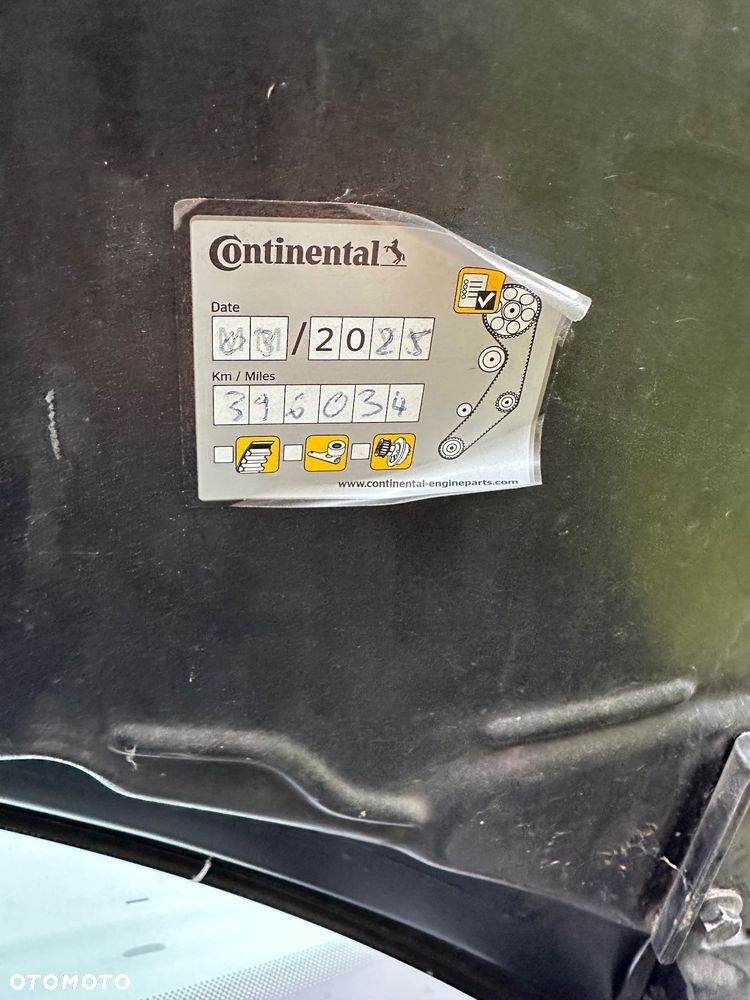 Continental
Date
/2025
Km / Miles
396034
www.continental-engineparts.com
OTOMOTO